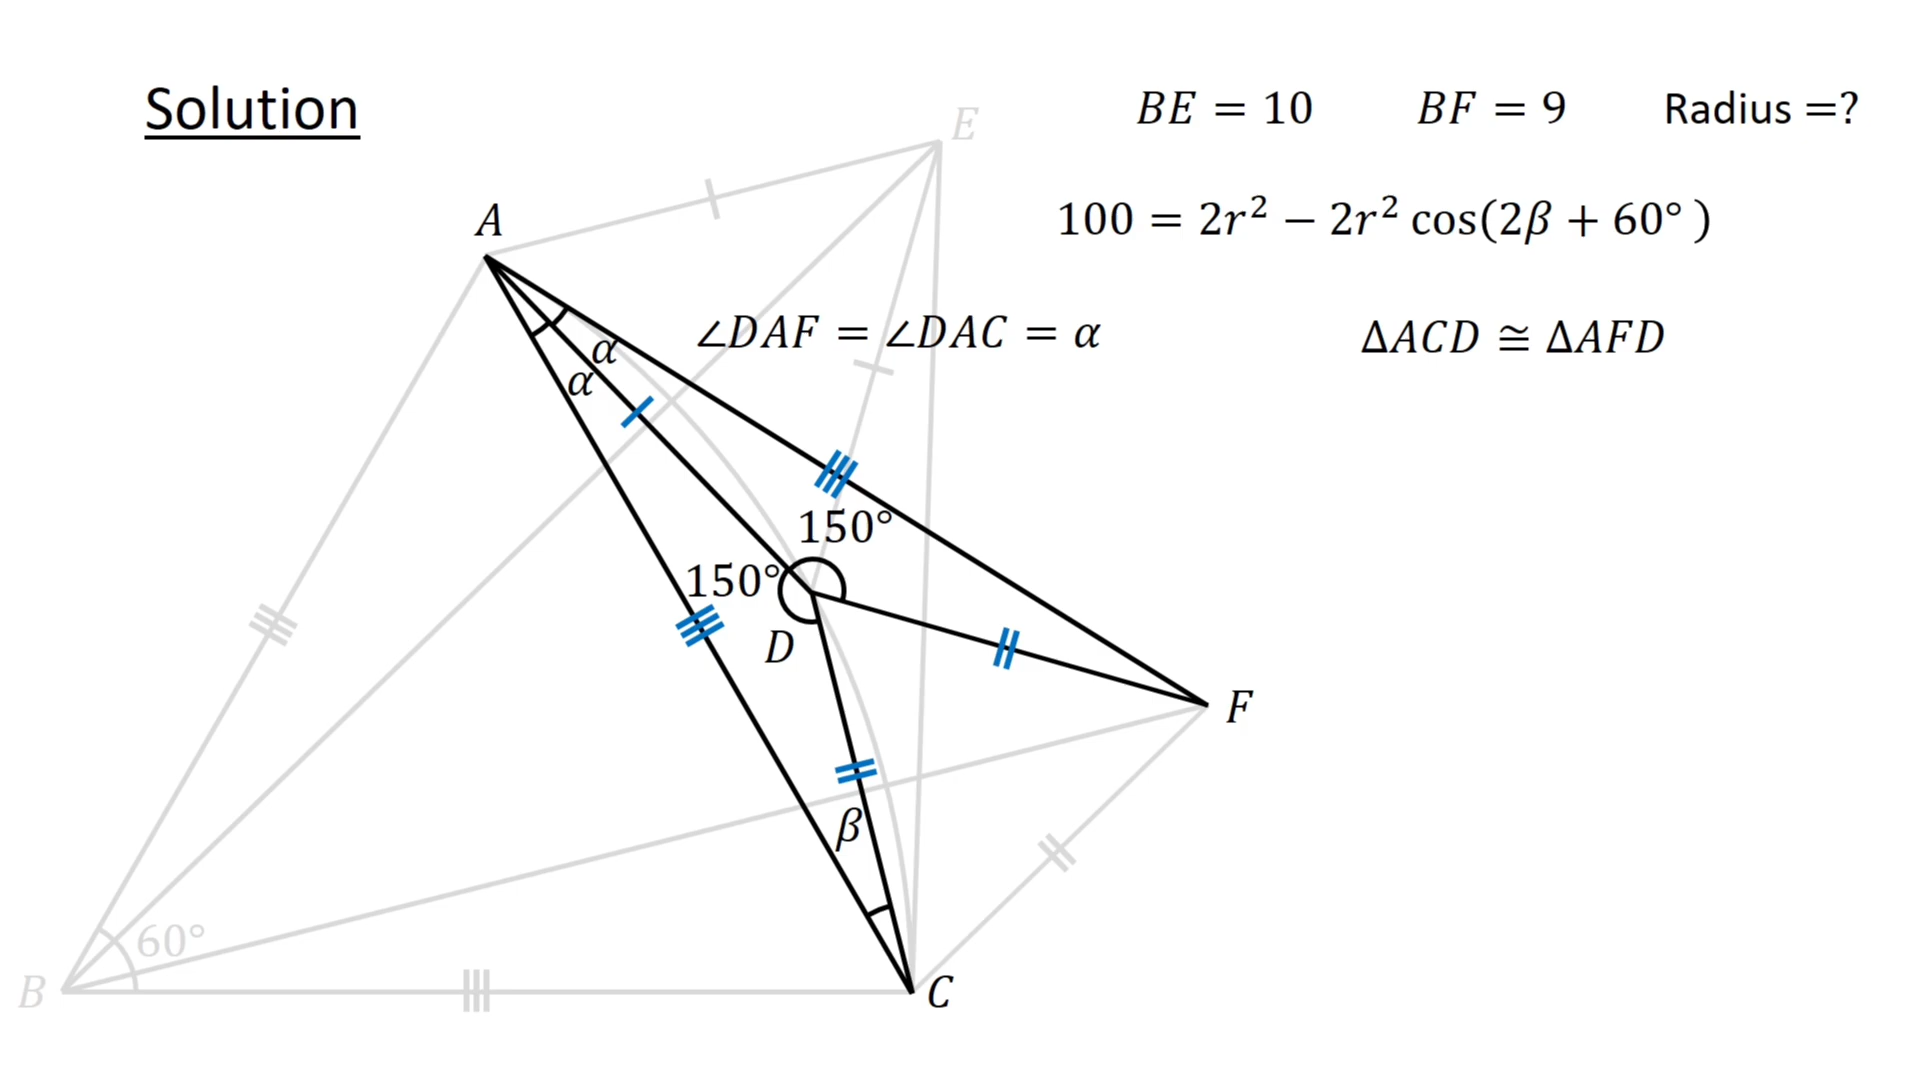 Solution
BE = 10 BF = 9 Radius =?
100 = 2r² − 2r² cos(2β + 60°)
∠DAF = ∠DAC = α ΔACD ≅ ΔAFD
E
A
α
α
150°
150°
D
F
β
60°
B
C